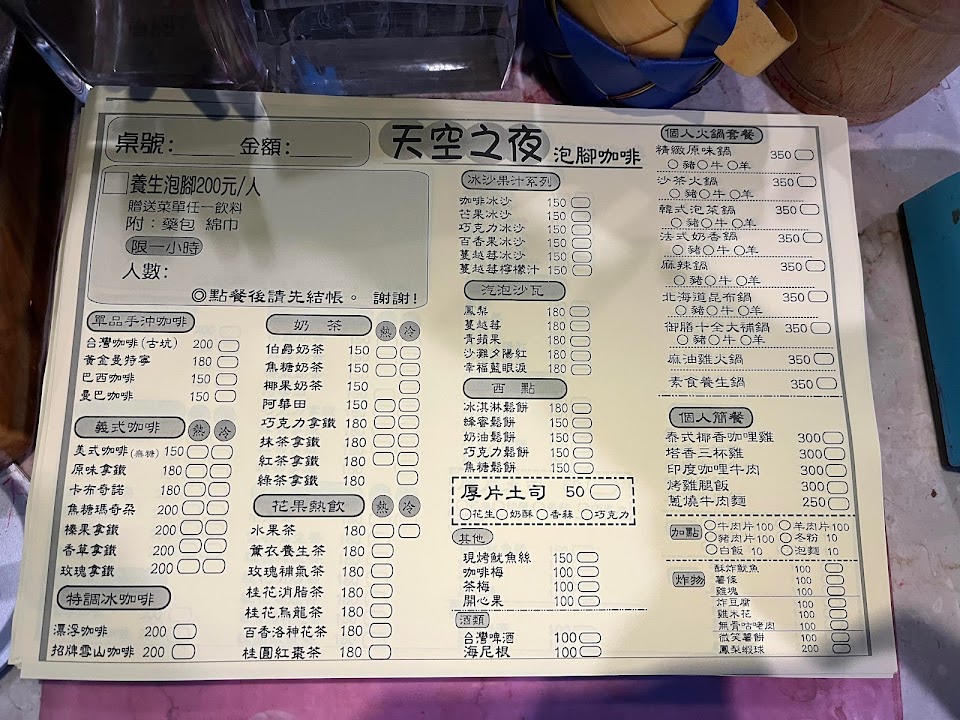 桌號: 金額:
天空之夜 泡腳咖啡
養生泡腳200元/人
贈送菜單任一飲料
附:藥包 綿巾
限一小時
人數:
◎點餐後請先結帳。 謝謝!
單品手沖咖啡
台灣咖啡(古坑) 200
黃金曼特寧 180
巴西咖啡 150
曼巴咖啡 150
義式咖啡 熱 冷
美式咖啡(無糖) 150
原味拿鐵 180
卡布奇諾 180
焦糖瑪奇朵 200
榛果拿鐵 200
香草拿鐵 200
玫瑰拿鐵 200
特調冰咖啡
漂浮咖啡 200
招牌雪山咖啡 200
奶 茶 熱 冷
伯爵奶茶 150
焦糖奶茶 150
椰果奶茶 150
阿華田 150
巧克力拿鐵 180
抹茶拿鐵 180
紅茶拿鐵 180
綠茶拿鐵 180
花果熱飲 熱 冷
水果茶 180
薰衣養生茶 180
玫瑰補氣茶 180
桂花消脂茶 180
桂花烏龍茶 180
百香洛神花茶 180
桂圓紅棗茶 180
冰沙果汁系列
咖啡冰沙 150
芒果冰沙 150
巧克力冰沙 150
百香果冰沙 150
蔓越莓冰沙 150
蔓越莓檸檬汁 150
汽泡沙瓦
鳳梨 180
蔓越莓 180
青蘋果 180
沙灘夕陽紅 180
幸福藍眼淚 180
西 點
冰淇淋鬆餅 180
蜂蜜鬆餅 150
奶油鬆餅 150
巧克力鬆餅 150
焦糖鬆餅 150
厚片土司 50
花生 奶酥 香蒜 巧克力
其他
現烤魷魚絲 150
咖啡梅 100
茶梅 100
開心果 100
酒類
台灣啤酒 100
海尼根 100
個人火鍋套餐
精緻原味鍋 350
豬 牛 羊
沙茶火鍋 350
豬 牛 羊
韓式泡菜鍋 350
豬 牛 羊
法式奶香鍋 350
豬 牛 羊
麻辣鍋 350
豬 牛 羊
北海道昆布鍋 350
豬 牛 羊
御膳十全大補鍋 350
豬 牛 羊
麻油雞火鍋 350
素食養生鍋 350
個人簡餐
泰式椰香咖哩雞 300
塔香三杯雞 300
印度咖哩牛肉 300
烤雞腿飯 300
蔥燒牛肉麵 250
加點
牛肉片100 羊肉片100
豬肉片100 冬粉 10
白飯 10 泡麵 10
炸物
酥炸魷魚 100
薯條 100
雞塊 100
炸豆腐 100
雞米花 100
無骨咕咾肉 100
微笑薯餅 100
鳳梨蝦球 200